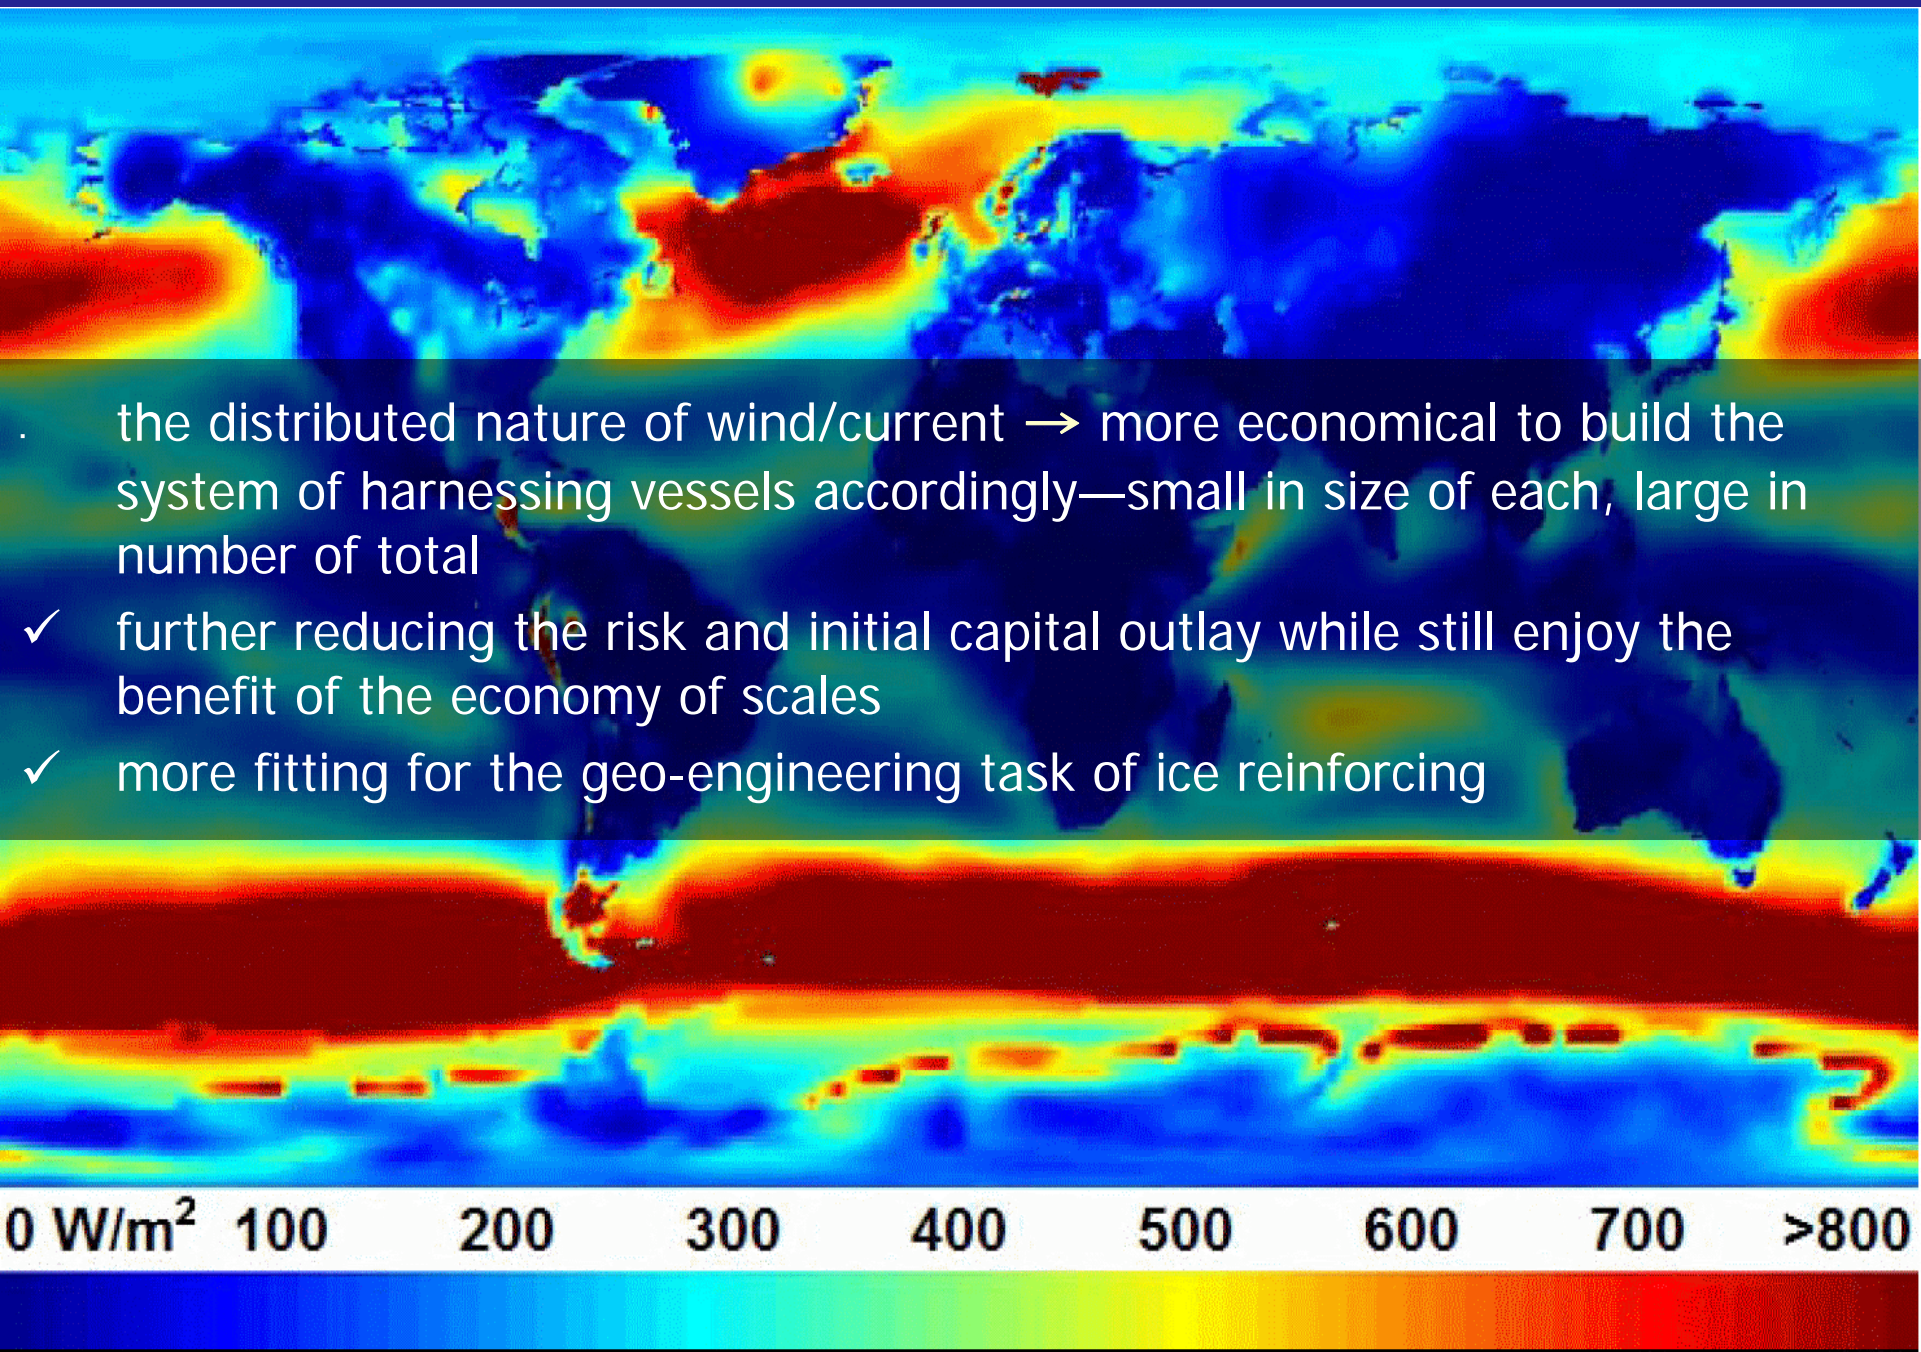 . the distributed nature of wind/current → more economical to build the
system of harnessing vessels accordingly—small in size of each, large in
number of total
✓ further reducing the risk and initial capital outlay while still enjoy the
benefit of the economy of scales
✓ more fitting for the geo-engineering task of ice reinforcing
0 W/m² 100 200 300 400 500 600 700 >800